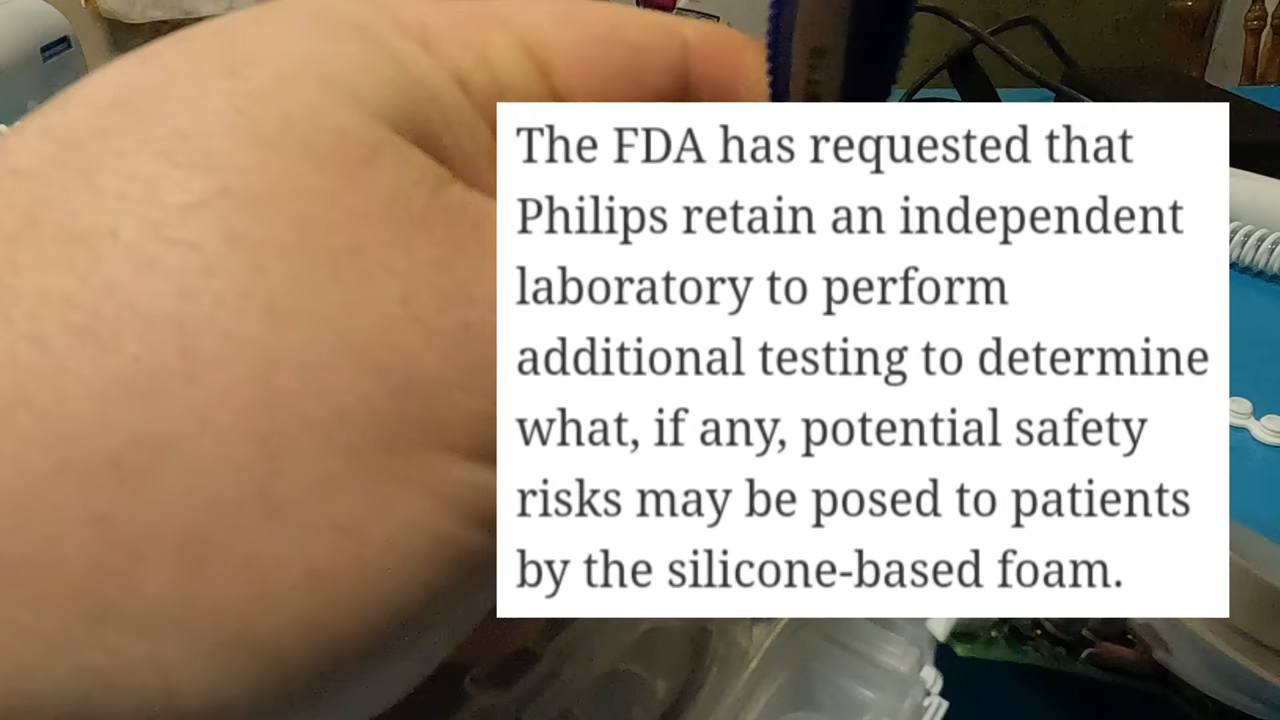 The FDA has requested that
Philips retain an independent
laboratory to perform
additional testing to determine
what, if any, potential safety
risks may be posed to patients
by the silicone-based foam.